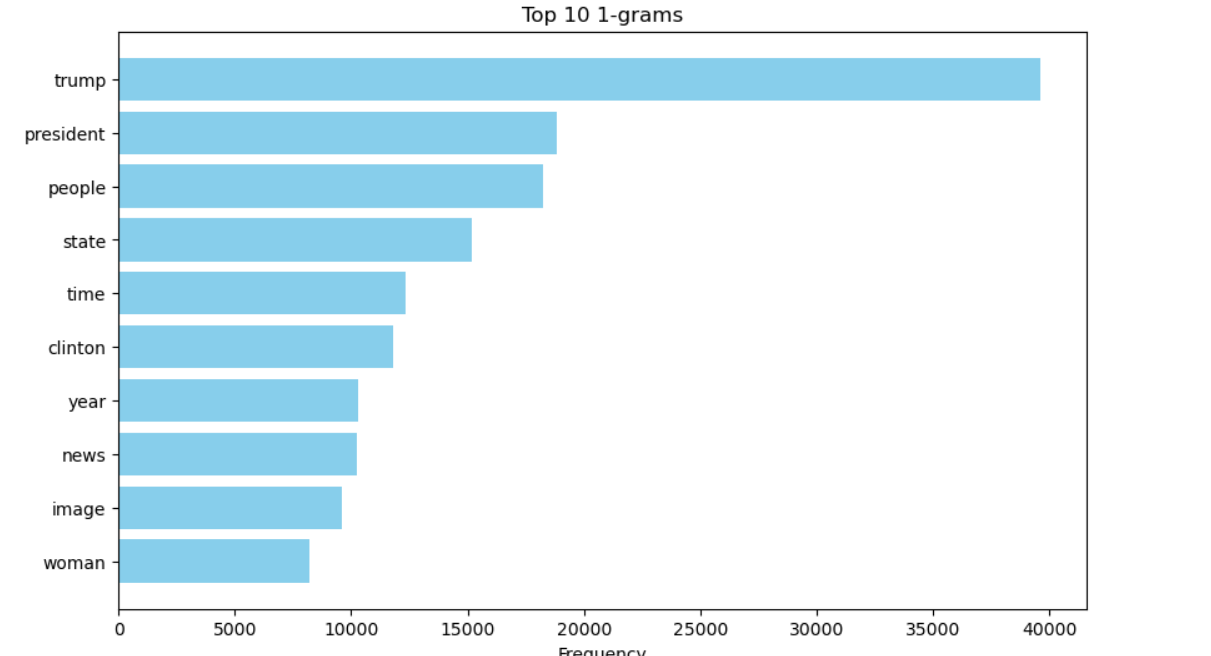 Top 10 1-grams
trump
president
people
state
time
clinton
year
news
image
woman
0 5000 10000 15000 20000 25000 30000 35000 40000
Frequency